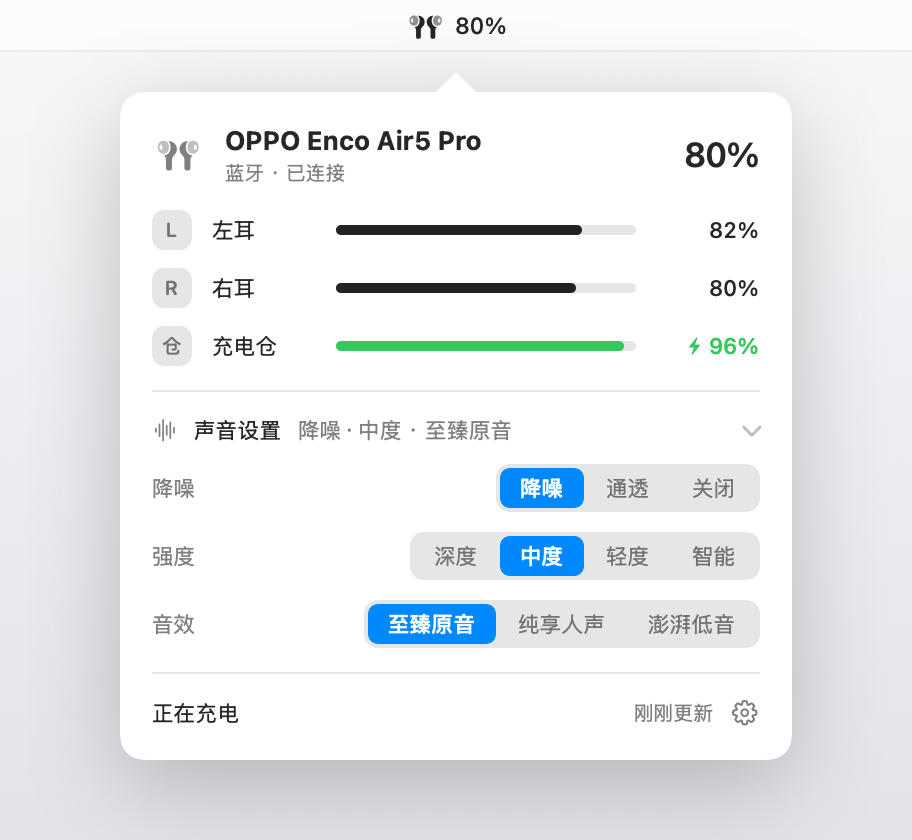 80%
OPPO Enco Air5 Pro
蓝牙 · 已连接
80%
L 左耳 82%
R 右耳 80%
仓 充电仓 96%
声音设置 降噪 · 中度 · 至臻原音
降噪 降噪 通透 关闭
强度 深度 中度 轻度 智能
音效 至臻原音 纯享人声 澎湃低音
正在充电 刚刚更新